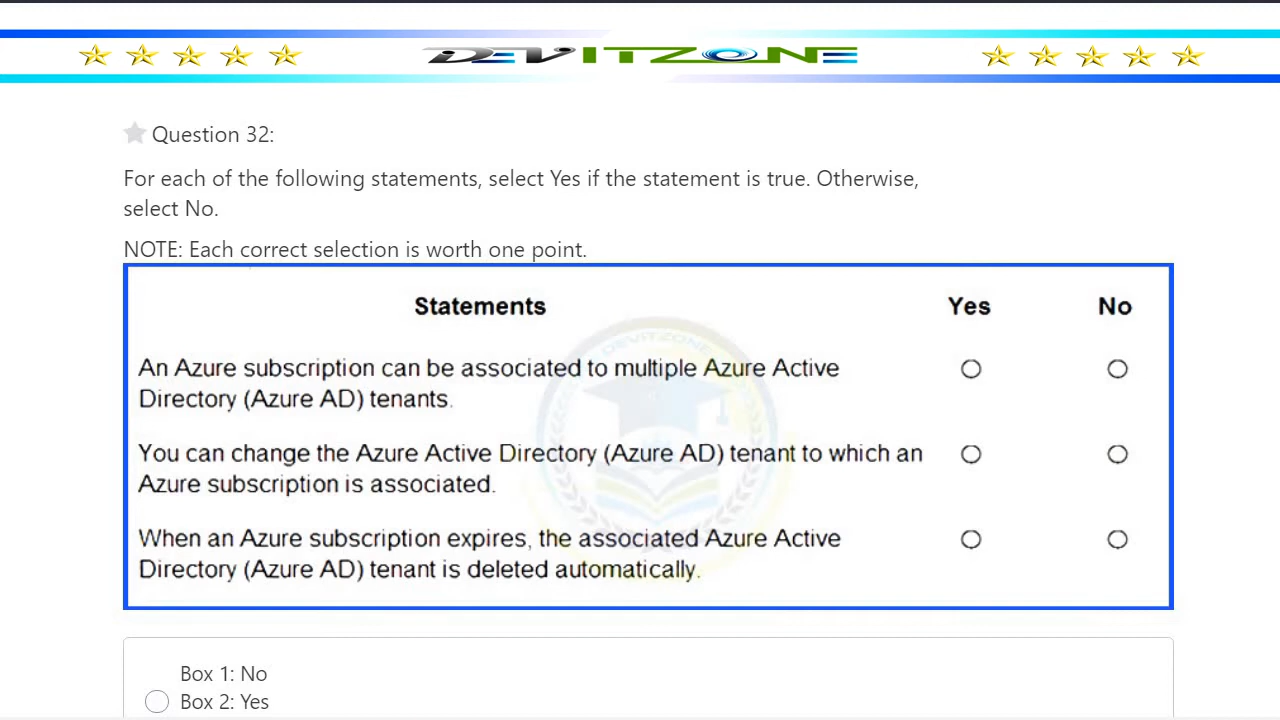 DEVITZONE
Question 32:
For each of the following statements, select Yes if the statement is true. Otherwise,
select No.
NOTE: Each correct selection is worth one point.
Statements Yes No
An Azure subscription can be associated to multiple Azure Active
Directory (Azure AD) tenants.
You can change the Azure Active Directory (Azure AD) tenant to which an
Azure subscription is associated.
When an Azure subscription expires, the associated Azure Active
Directory (Azure AD) tenant is deleted automatically.
DEVITZONE
Box 1: No
Box 2: Yes